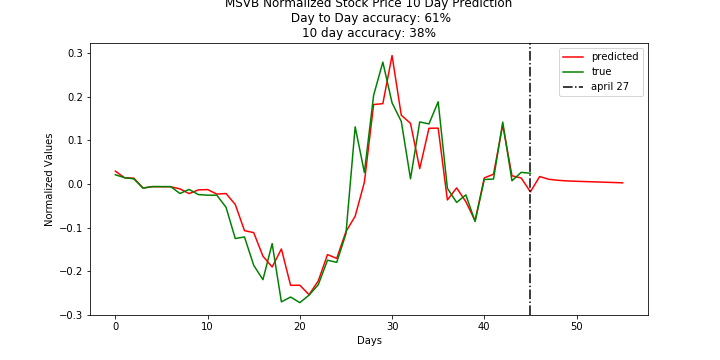 MSVB Normalized Stock Price 10 Day Prediction
Day to Day accuracy: 61%
10 day accuracy: 38%
predicted
true
april 27
0.3
0.2
0.1
0.0
−0.1
−0.2
−0.3
Normalized Values
0 10 20 30 40 50
Days